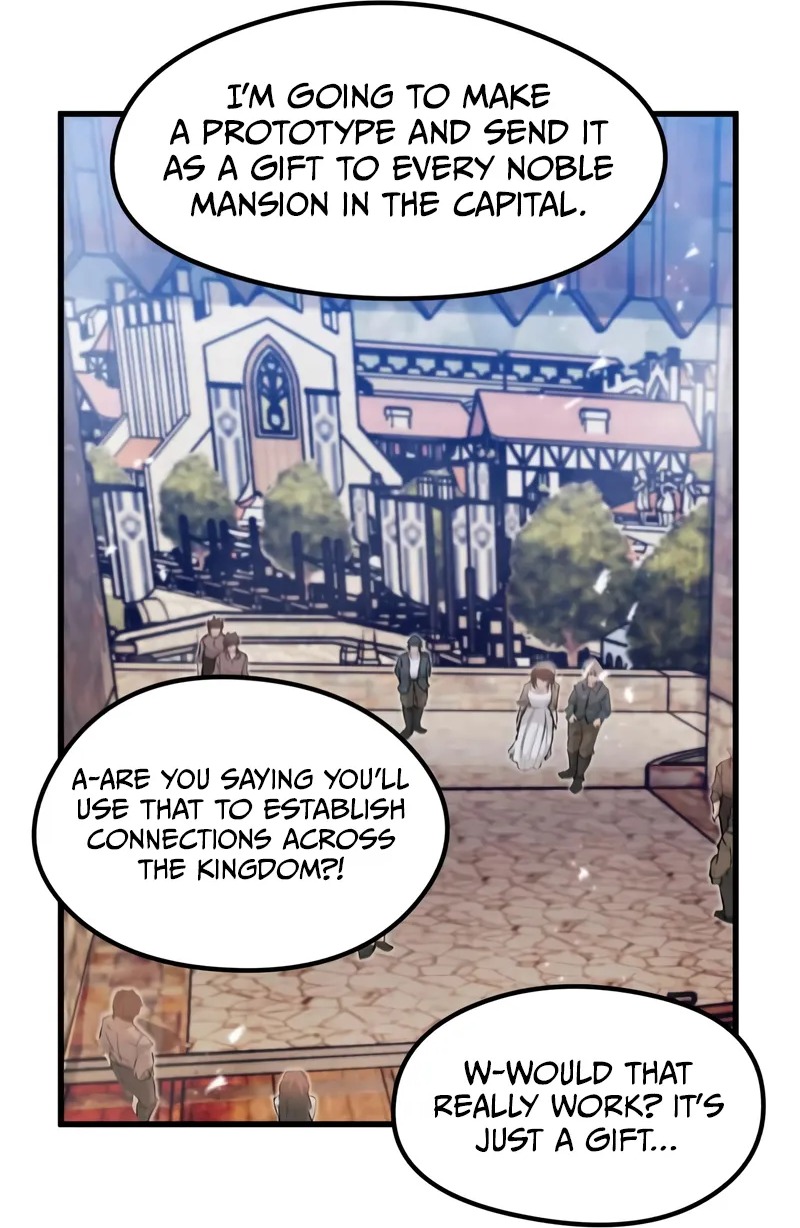 I'M GOING TO MAKE
A PROTOTYPE AND SEND IT
AS A GIFT TO EVERY NOBLE
MANSION IN THE CAPITAL.
A-ARE YOU SAYING YOU'LL
USE THAT TO ESTABLISH
CONNECTIONS ACROSS
THE KINGDOM?!
W-WOULD THAT
REALLY WORK? IT'S
JUST A GIFT...